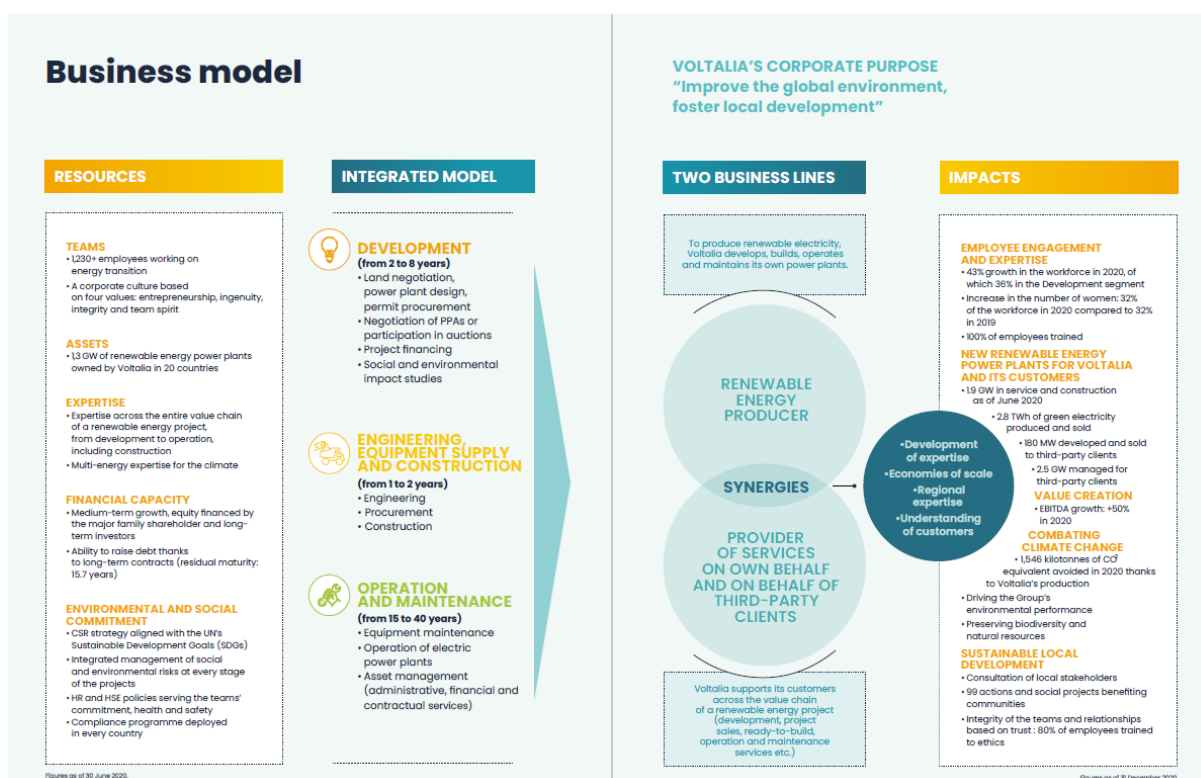 Business model
VOLTALIA’S CORPORATE PURPOSE
“Improve the global environment,
foster local development”
RESOURCES
TEAMS
• 1,230+ employees working on
energy transition
• A corporate culture based
on four values: entrepreneurship, ingenuity,
integrity and team spirit
ASSETS
• 1,3 GW of renewable energy power plants
owned by Voltalia in 20 countries
EXPERTISE
• Expertise across the entire value chain
of a renewable energy project,
from development to operation,
including construction
• Multi-energy expertise for the climate
FINANCIAL CAPACITY
• Medium-term growth, equity financed by
the major family shareholder and long-
term investors
• Ability to raise debt thanks
to long-term contracts (residual maturity:
15.7 years)
ENVIRONMENTAL AND SOCIAL
COMMITMENT
• CSR strategy aligned with the UN’s
Sustainable Development Goals (SDGs)
• Integrated management of social
and environmental risks at every stage
of the projects
• HR and HSE policies serving the teams’
commitment, health and safety
• Compliance programme deployed
in every country
Figures as of 30 June 2020.
INTEGRATED MODEL
DEVELOPMENT
(from 2 to 8 years)
• Land negotiation,
power plant design,
permit procurement
• Negotiation of PPAs or
participation in auctions
• Project financing
• Social and environmental
impact studies
ENGINEERING,
EQUIPMENT SUPPLY
AND CONSTRUCTION
(from 1 to 2 years)
• Engineering
• Procurement
• Construction
OPERATION
AND MAINTENANCE
(from 15 to 40 years)
• Equipment maintenance
• Operation of electric
power plants
• Asset management
(administrative, financial and
contractual services)
TWO BUSINESS LINES
To produce renewable electricity,
Voltalia develops, builds, operates
and maintains its own power plants.
RENEWABLE
ENERGY
PRODUCER
SYNERGIES
PROVIDER
OF SERVICES
ON OWN BEHALF
AND ON BEHALF OF
THIRD-PARTY
CLIENTS
Voltalia supports its customers
across the value chain
of a renewable energy project
(development, project
sales, ready-to-build,
operation and maintenance
services etc.)
•Development
of expertise
•Economies of scale
•Regional
expertise
•Understanding
of customers
IMPACTS
EMPLOYEE ENGAGEMENT
AND EXPERTISE
• 43% growth in the workforce in 2020, of
which 36% in the Development segment
• Increase in the number of women: 32%
of the workforce in 2020 compared to 32%
in 2019
• 100% of employees trained
NEW RENEWABLE ENERGY
POWER PLANTS FOR VOLTALIA
AND ITS CUSTOMERS
• 1.9 GW in service and construction
as of June 2020
• 2.8 TWh of green electricity
produced and sold
• 180 MW developed and sold
to third-party clients
• 2.5 GW managed for
third-party clients
VALUE CREATION
• EBITDA growth: +50%
in 2020
COMBATING
CLIMATE CHANGE
• 1,546 kilotonnes of CO²
equivalent avoided in 2020 thanks
to Voltalia’s production
• Driving the Group’s
environmental performance
• Preserving biodiversity and
natural resources
SUSTAINABLE LOCAL
DEVELOPMENT
• Consultation of local stakeholders
• 99 actions and social projects benefiting
communities
• Integrity of the teams and relationships
based on trust : 80% of employees trained
to ethics
Figures as of 31 December 2020